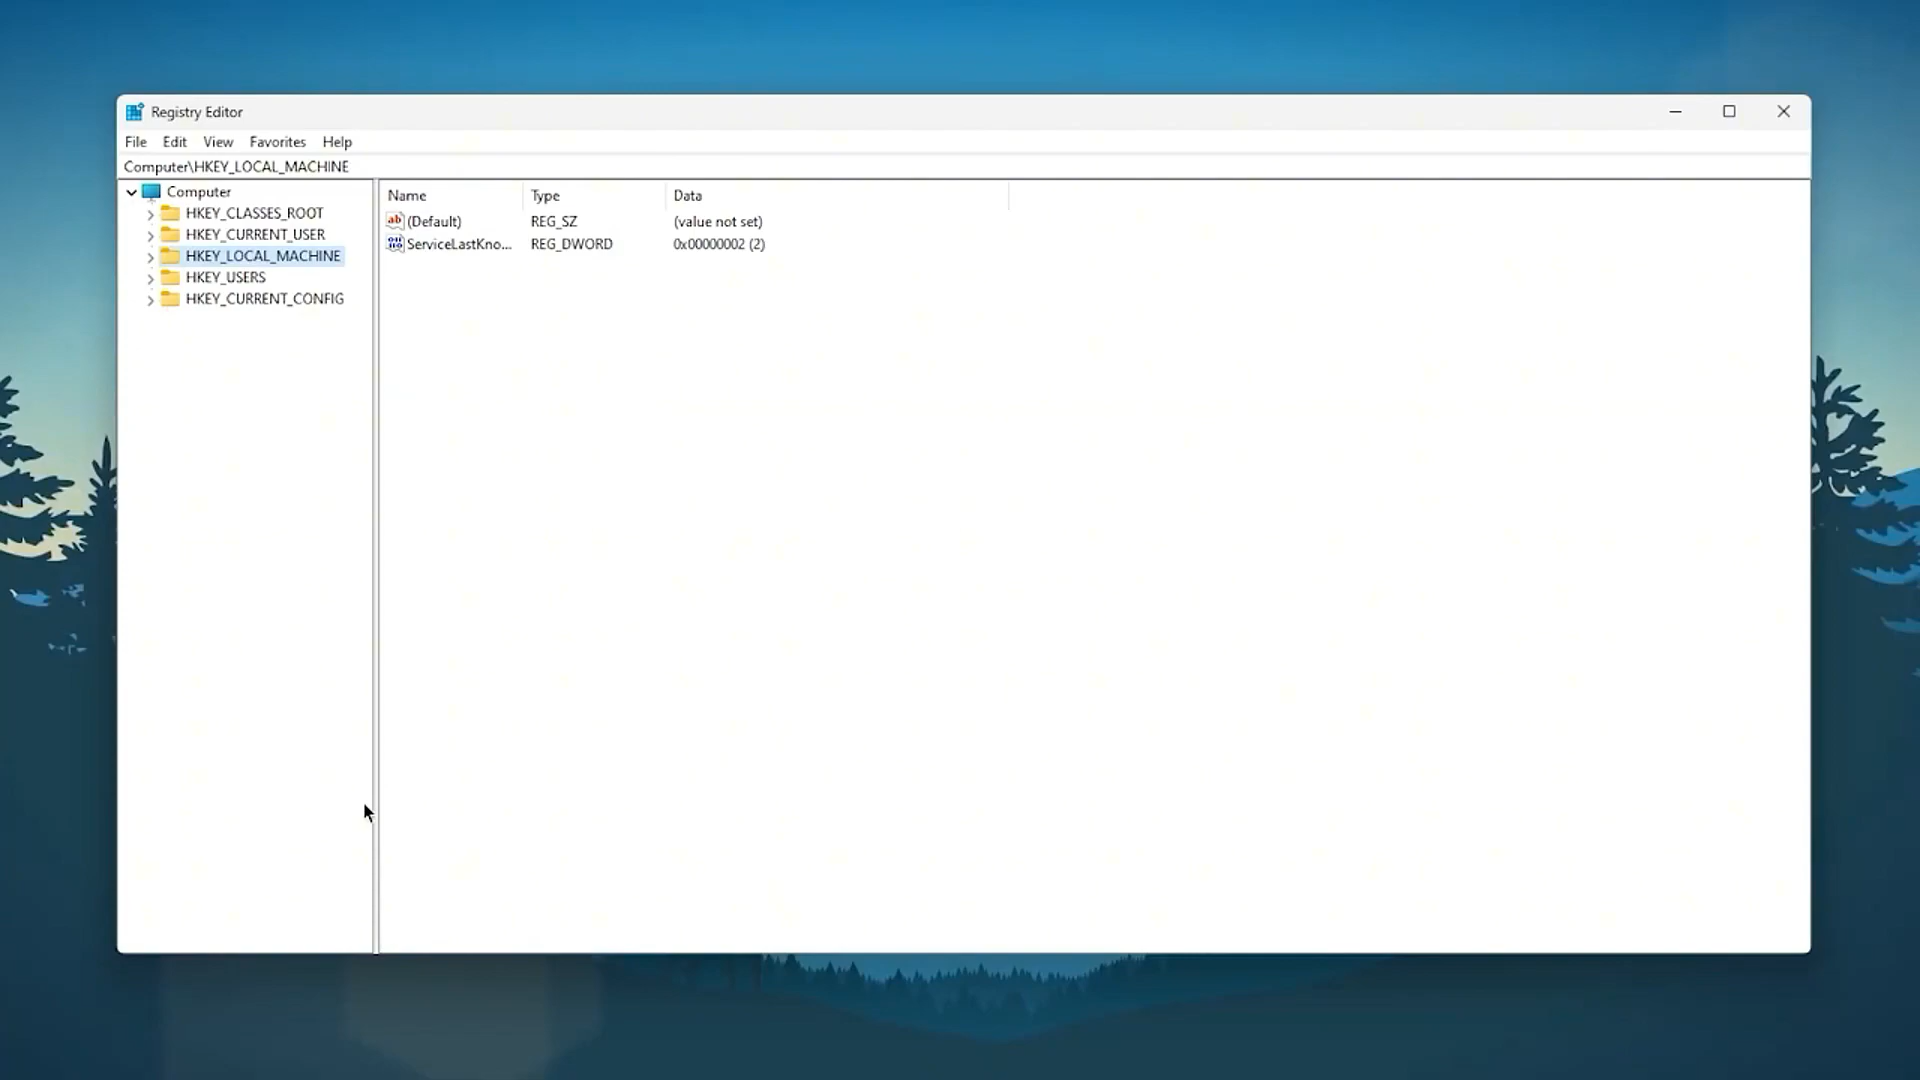 Registry Editor
File Edit View Favorites Help
Computer\HKEY_LOCAL_MACHINE
Computer
HKEY_CLASSES_ROOT
HKEY_CURRENT_USER
HKEY_LOCAL_MACHINE
HKEY_USERS
HKEY_CURRENT_CONFIG
Name Type Data
(Default) REG_SZ (value not set)
ServiceLastKno... REG_DWORD 0x00000002 (2)